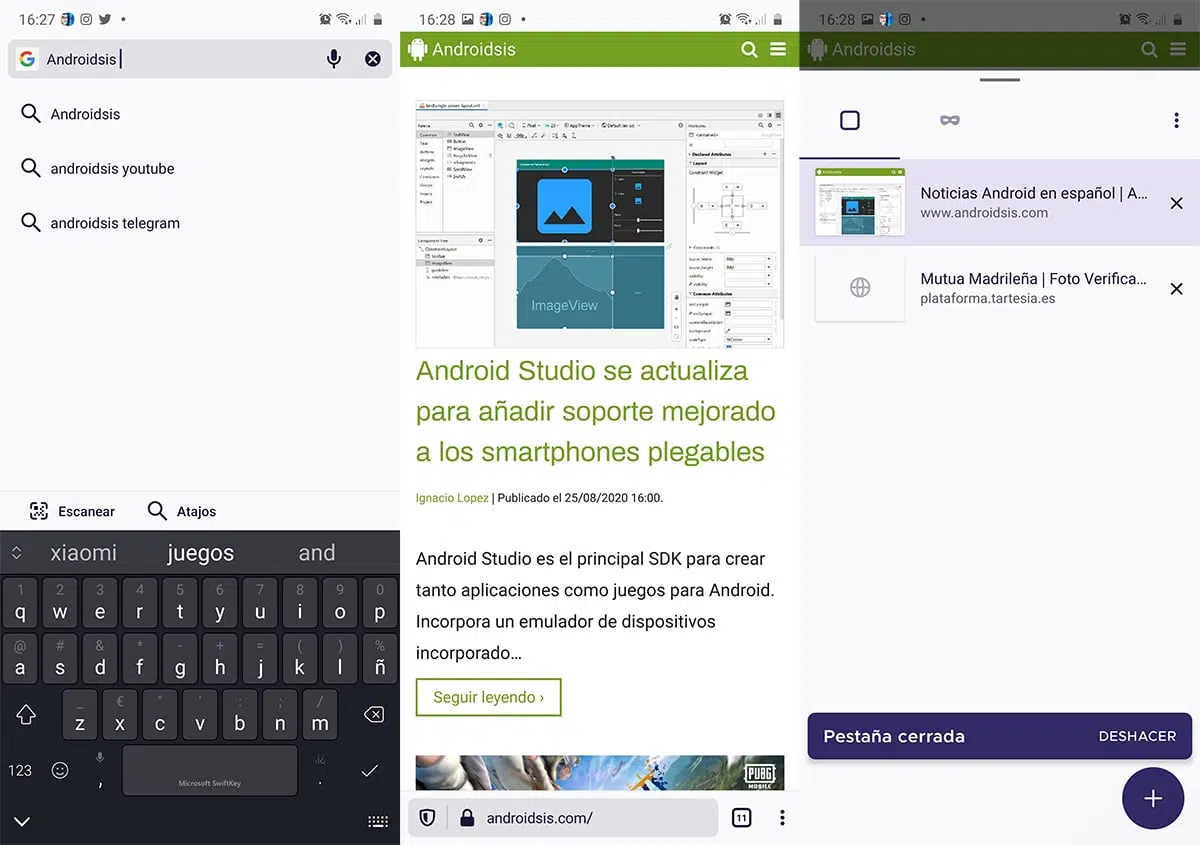 16:27
Androidsis
Androidsis
androidsis youtube
androidsis telegram
Escanear
Atajos
xiaomi juegos and
1 2 3 4 5 6 7 8 9 0
q w e r t y u i o p
@ # & * - + = ( ) %
a s d f g h j k l ñ
_ € " ' : ; /
z x c v b n m
123 , Microsoft SwiftKey .
16:28
Androidsis
ImageView
Android Studio se actualiza
para añadir soporte mejorado
a los smartphones plegables
Ignacio Lopez | Publicado el 25/08/2020 16:00.
Android Studio es el principal SDK para crear
tanto aplicaciones como juegos para Android.
Incorpora un emulador de dispositivos
incorporado...
Seguir leyendo ›
PUBG
MOBILE
androidsis.com/
11
16:28
Androidsis
Noticias Android en español | A...
www.androidsis.com
Mutua Madrileña | Foto Verifica...
plataforma.tartesia.es
Pestaña cerrada
DESHACER